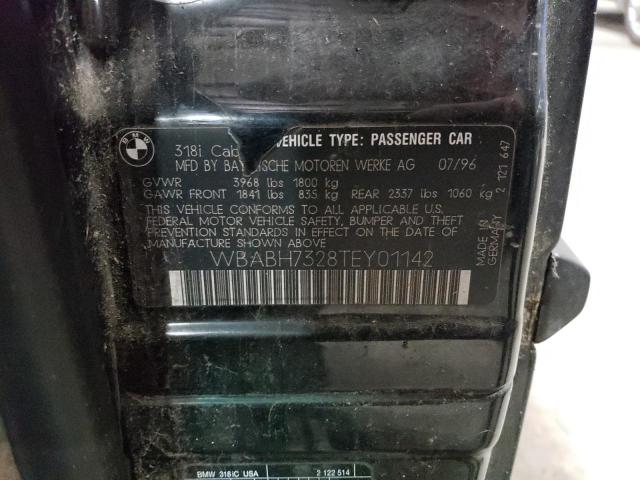 BMW
318i Cab VEHICLE TYPE: PASSENGER CAR
MFD BY BAY ISCHE MOTOREN WERKE AG 07/96
GVWR 3968 lbs 1800 kg
GAWR FRONT 1841 lbs 835 kg REAR 2337 lbs 1060 kg
THIS VEHICLE CONFORMS TO ALL APPLICABLE U.S.
FEDERAL MOTOR VEHICLE SAFETY, BUMPER AND THEFT
PREVENTION STANDARDS IN EFFECT ON THE DATE OF
MANUFACTURE SHOWN ABOVE
WBABH7328TEY01142
MADE IN
GERMANY
2 121 647
BMW 318iC USA 2 122 514